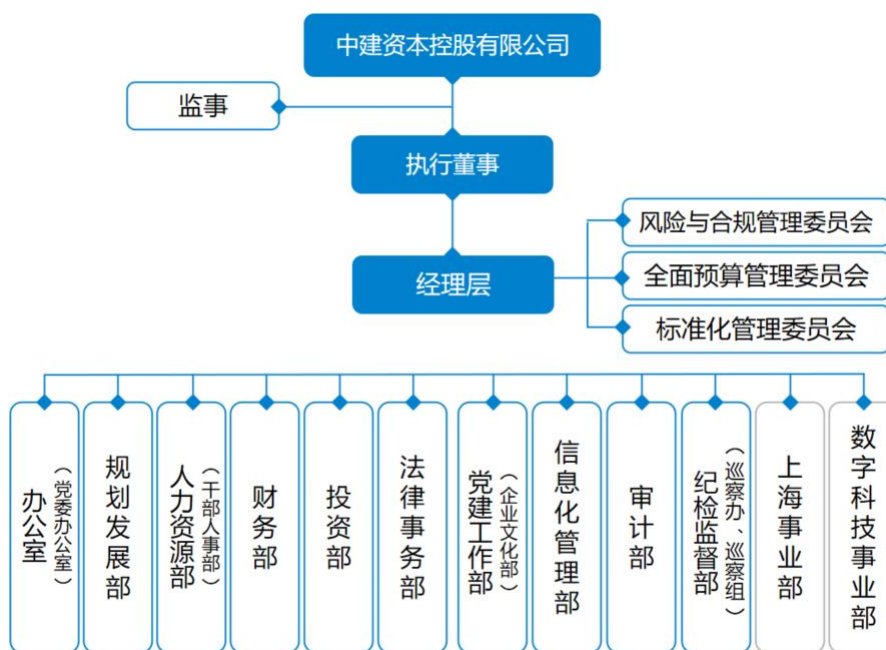 中建资本控股有限公司
监事
执行董事
风险与合规管理委员会
经理层
全面预算管理委员会
标准化管理委员会
办公室
（党委办公室）
规划发展部
人力资源部
（干部人事部）
财务部
投资部
法律事务部
党建工作部
（企业文化部）
信息化管理部
审计部
纪检监督部
（巡察办、巡察组）
上海事业部
数字科技事业部